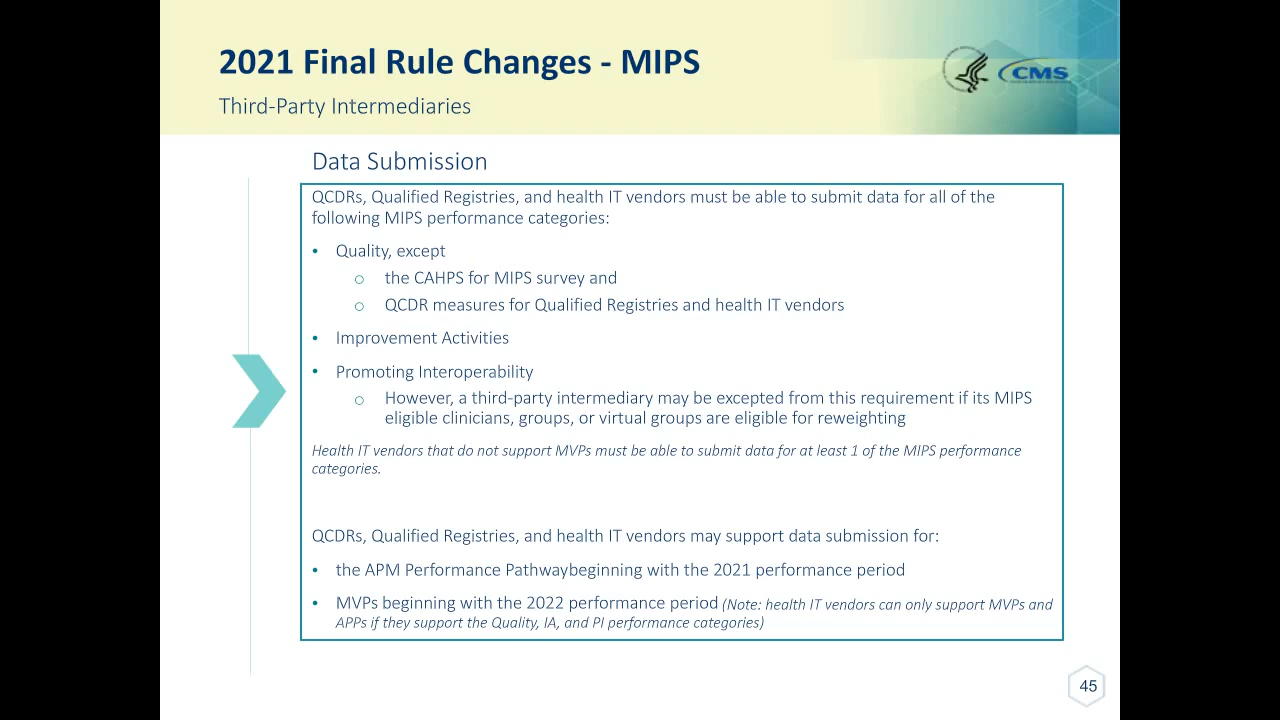 2021 Final Rule Changes - MIPS
Third-Party Intermediaries
CMS
Data Submission
QCDRs, Qualified Registries, and health IT vendors must be able to submit data for all of the
following MIPS performance categories:
• Quality, except
o the CAHPS for MIPS survey and
o QCDR measures for Qualified Registries and health IT vendors
• Improvement Activities
• Promoting Interoperability
o However, a third-party intermediary may be excepted from this requirement if its MIPS
eligible clinicians, groups, or virtual groups are eligible for reweighting
Health IT vendors that do not support MVPs must be able to submit data for at least 1 of the MIPS performance
categories.
QCDRs, Qualified Registries, and health IT vendors may support data submission for:
• the APM Performance Pathwaybeginning with the 2021 performance period
• MVPs beginning with the 2022 performance period (Note: health IT vendors can only support MVPs and
APPs if they support the Quality, IA, and PI performance categories)
45